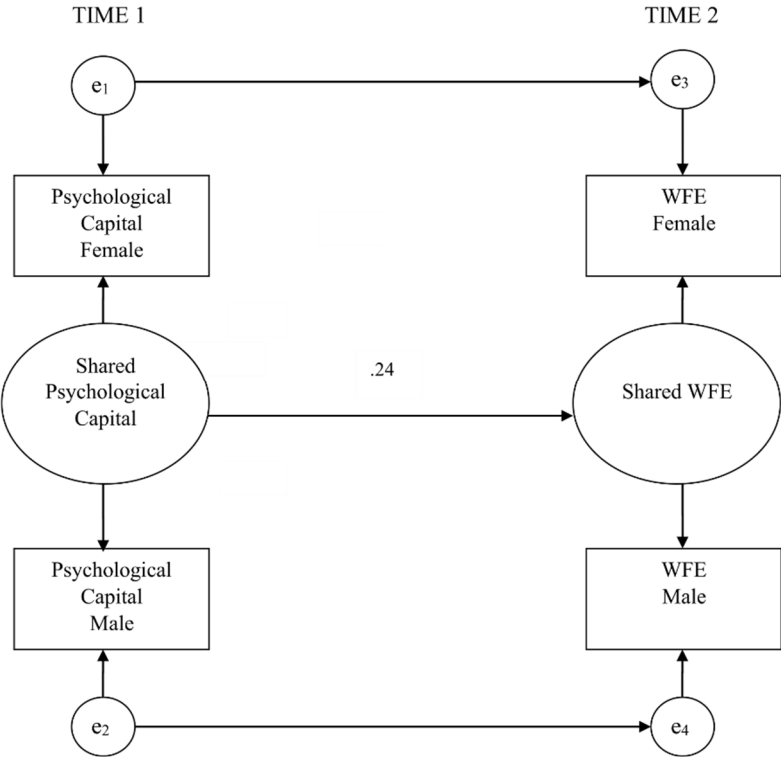 TIME 1
TIME 2
e1
e3
Psychological
Capital
Female
WFE
Female
Shared
Psychological
Capital
.24
Shared WFE
Psychological
Capital
Male
WFE
Male
e2
e4